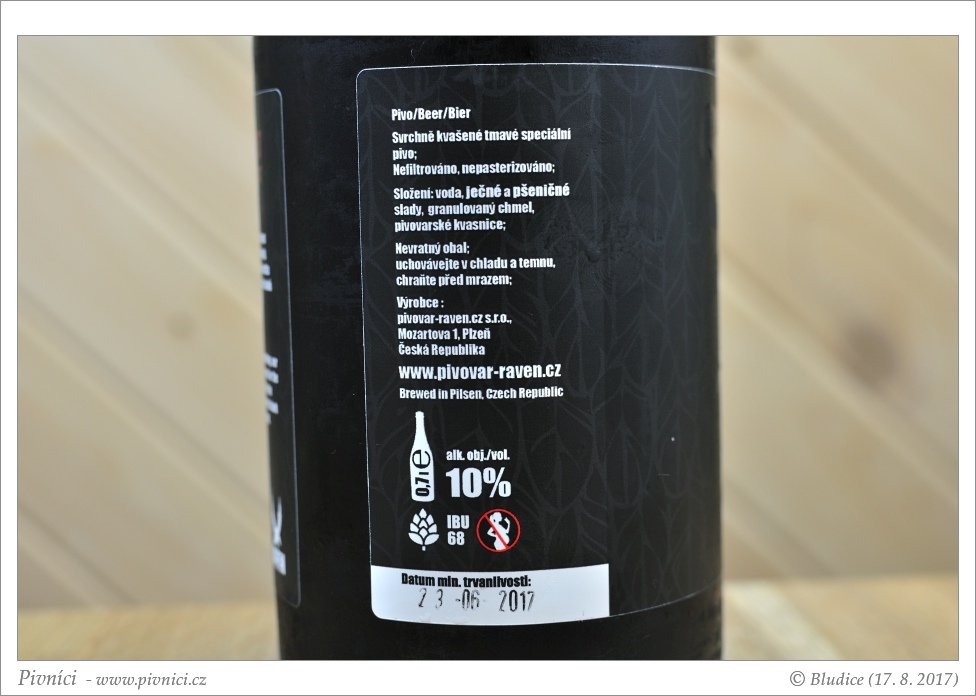 Pivo/Beer/Bier
Svrchně kvašené tmavé speciální
pivo;
Nefiltrováno, nepasterizováno;
Složení: voda, ječné a pšeničné
slady, granulovaný chmel,
pivovarské kvasnice;
Nevratný obal;
uchovávejte v chladu a temnu,
chraňte před mrazem;
Výrobce :
pivovar-raven.cz s.r.o.,
Mozartova 1, Plzeň
Česká Republika
www.pivovar-raven.cz
Brewed in Pilsen, Czech Republic
0,7 l e
alk. obj./vol.
10%
IBU
68
Datum min. trvanlivosti:
23 -06- 2017
Pivníci - www.pivnici.cz
© Bludice (17. 8. 2017)